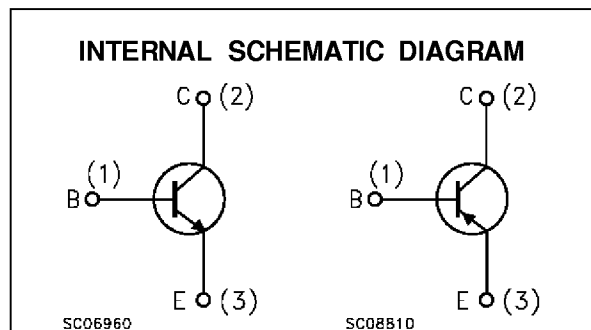 INTERNAL SCHEMATIC DIAGRAM
C (2) C (2)
(1) (1)
B B
E (3) E (3)
SC06960 SC08810